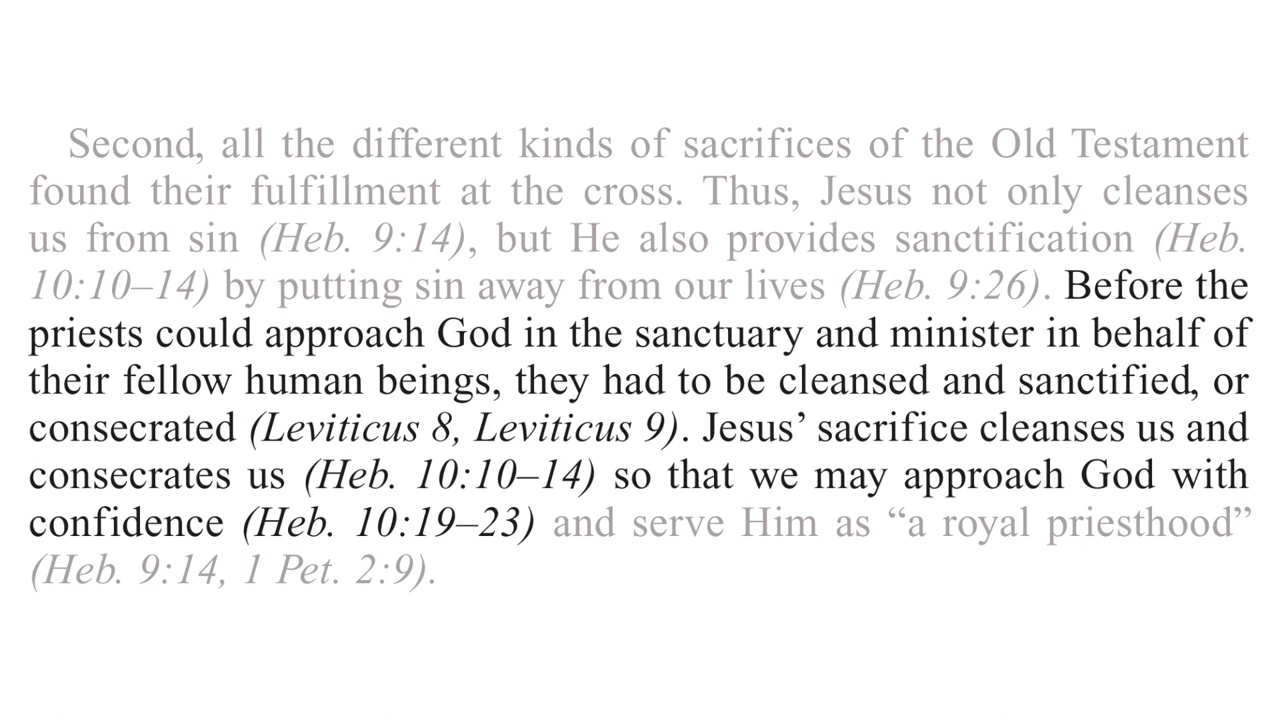 Second, all the different kinds of sacrifices of the Old Testament
found their fulfillment at the cross. Thus, Jesus not only cleanses
us from sin (Heb. 9:14), but He also provides sanctification (Heb.
10:10–14) by putting sin away from our lives (Heb. 9:26). Before the
priests could approach God in the sanctuary and minister in behalf of
their fellow human beings, they had to be cleansed and sanctified, or
consecrated (Leviticus 8, Leviticus 9). Jesus’ sacrifice cleanses us and
consecrates us (Heb. 10:10–14) so that we may approach God with
confidence (Heb. 10:19–23) and serve Him as “a royal priesthood”
(Heb. 9:14, 1 Pet. 2:9).